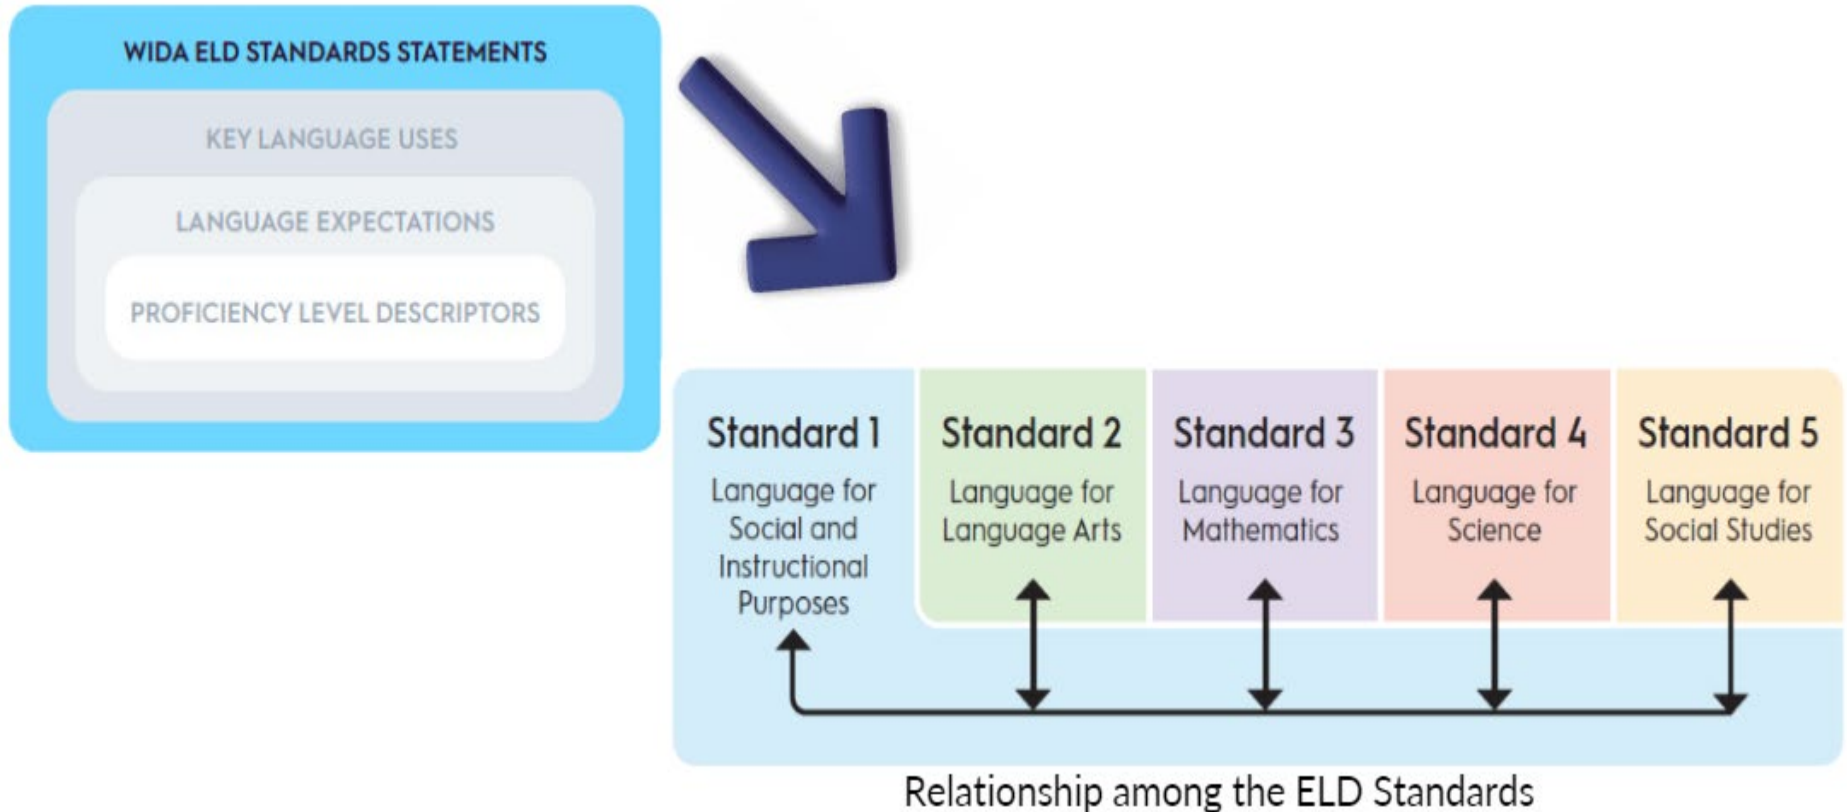 WIDA ELD STANDARDS STATEMENTS
KEY LANGUAGE USES
LANGUAGE EXPECTATIONS
PROFICIENCY LEVEL DESCRIPTORS
Standard 1
Language for
Social and
Instructional
Purposes
Standard 2
Language for
Language Arts
Standard 3
Language for
Mathematics
Standard 4
Language for
Science
Standard 5
Language for
Social Studies
Relationship among the ELD Standards